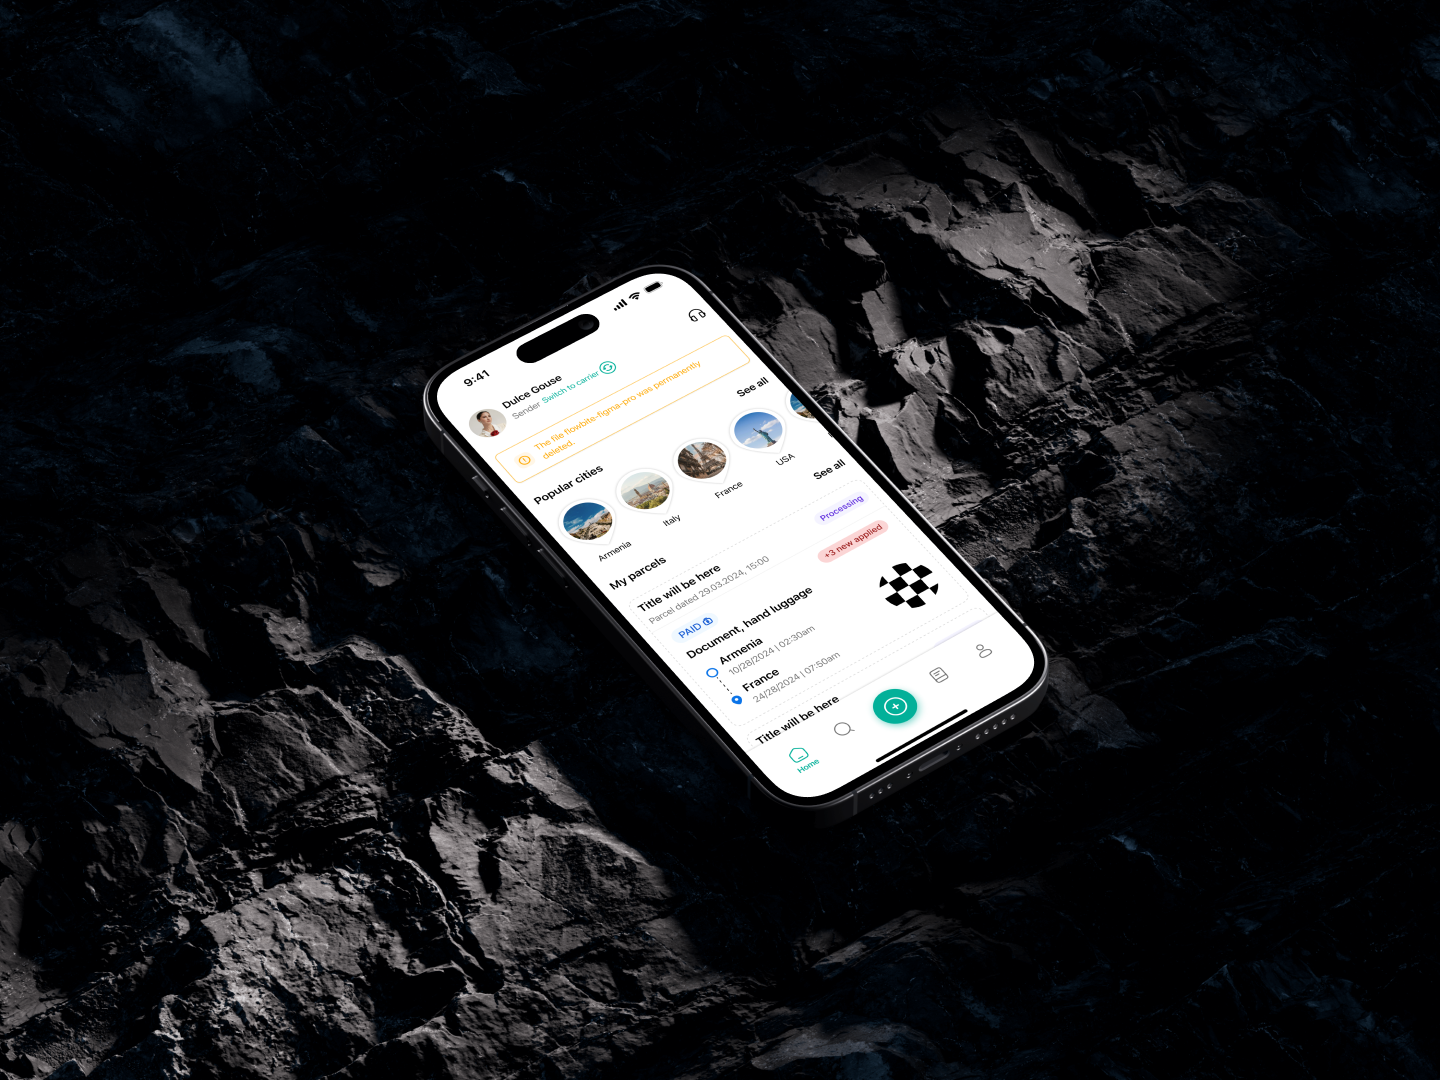 9:41
Dulce Gouse
Sender Switch to carrier
The file flowbite-figma-pro was permanently
deleted.
Popular cities
See all
Armenia
Italy
France
USA
My parcels
See all
Title will be here
Processing
Parcel dated 29.03.2024, 15:00
+3 new applied
PAID
Document, hand luggage
Armenia
10/28/2024 | 02:30am
France
24/28/2024 | 07:50am
Title will be here
Home